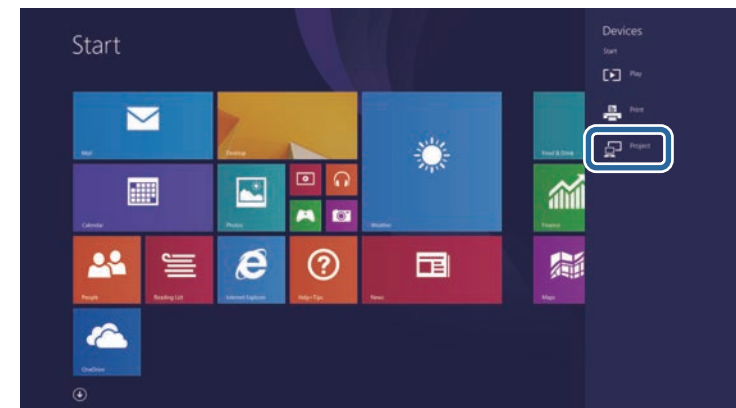 Start
Devices
Start
Play
Print
Project
Mail
Desktop
Food & Drink
Calendar
Photos
Weather
Finance
People
Reading List
Internet Explorer
Help+Tips
News
Maps
OneDrive